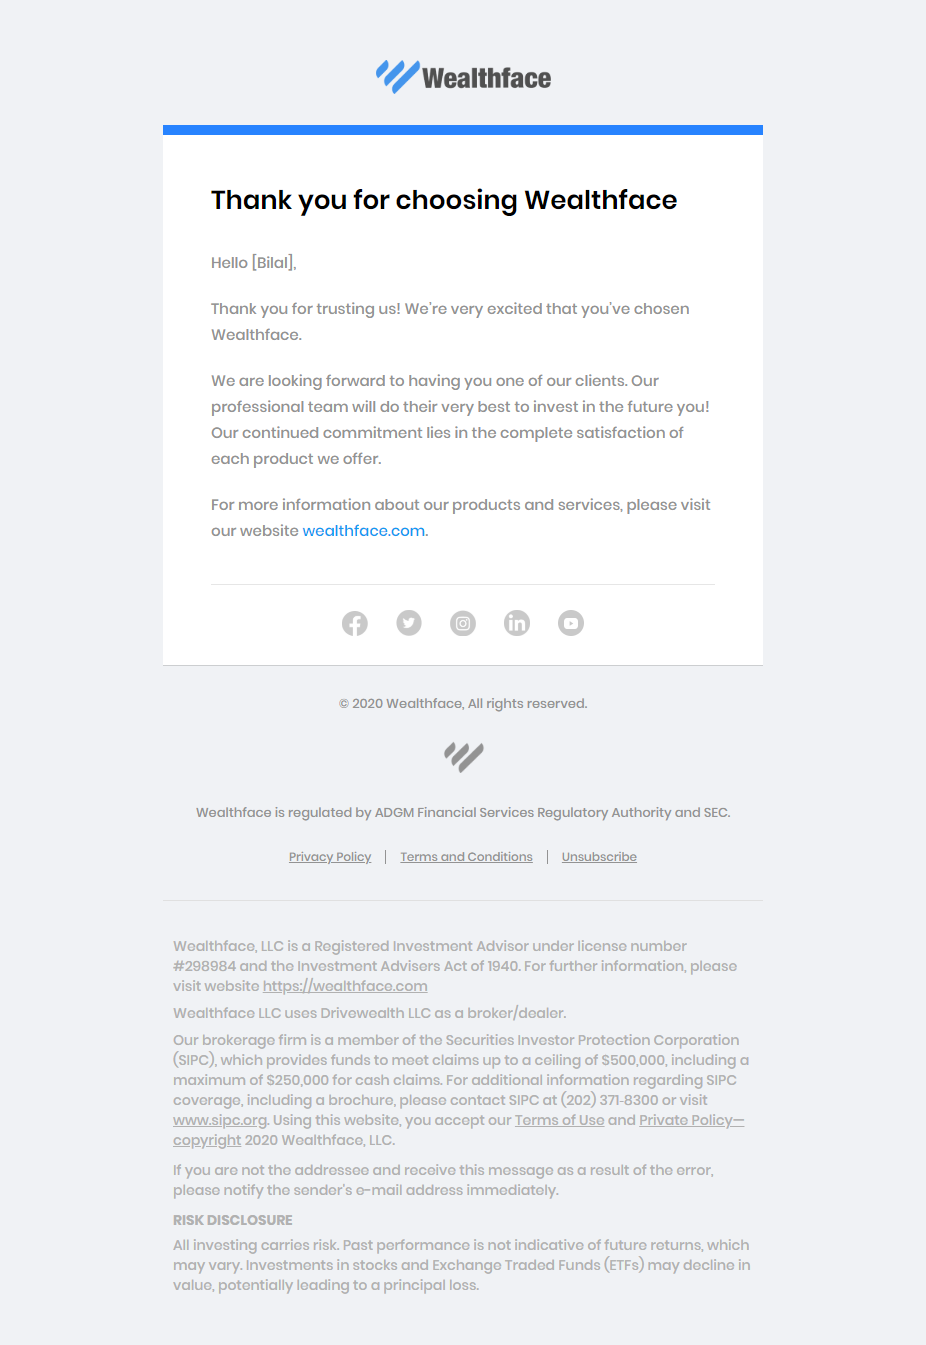 Wealthface
Thank you for choosing Wealthface
Hello [Bilal],
Thank you for trusting us! We're very excited that you've chosen
Wealthface.
We are looking forward to having you one of our clients. Our
professional team will do their very best to invest in the future you!
Our continued commitment lies in the complete satisfaction of
each product we offer.
For more information about our products and services, please visit
our website wealthface.com.
© 2020 Wealthface, All rights reserved.
Wealthface is regulated by ADGM Financial Services Regulatory Authority and SEC.
Privacy Policy | Terms and Conditions | Unsubscribe
Wealthface, LLC is a Registered Investment Advisor under license number
#298984 and the Investment Advisers Act of 1940. For further information, please
visit website https://wealthface.com
Wealthface LLC uses Drivewealth LLC as a broker/dealer.
Our brokerage firm is a member of the Securities Investor Protection Corporation
(SIPC), which provides funds to meet claims up to a ceiling of $500,000, including a
maximum of $250,000 for cash claims. For additional information regarding SIPC
coverage, including a brochure, please contact SIPC at (202) 371-8300 or visit
www.sipc.org. Using this website, you accept our Terms of Use and Private Policy—
copyright 2020 Wealthface, LLC.
If you are not the addressee and receive this message as a result of the error,
please notify the sender's e-mail address immediately.
RISK DISCLOSURE
All investing carries risk. Past performance is not indicative of future returns, which
may vary. Investments in stocks and Exchange Traded Funds (ETFs) may decline in
value, potentially leading to a principal loss.